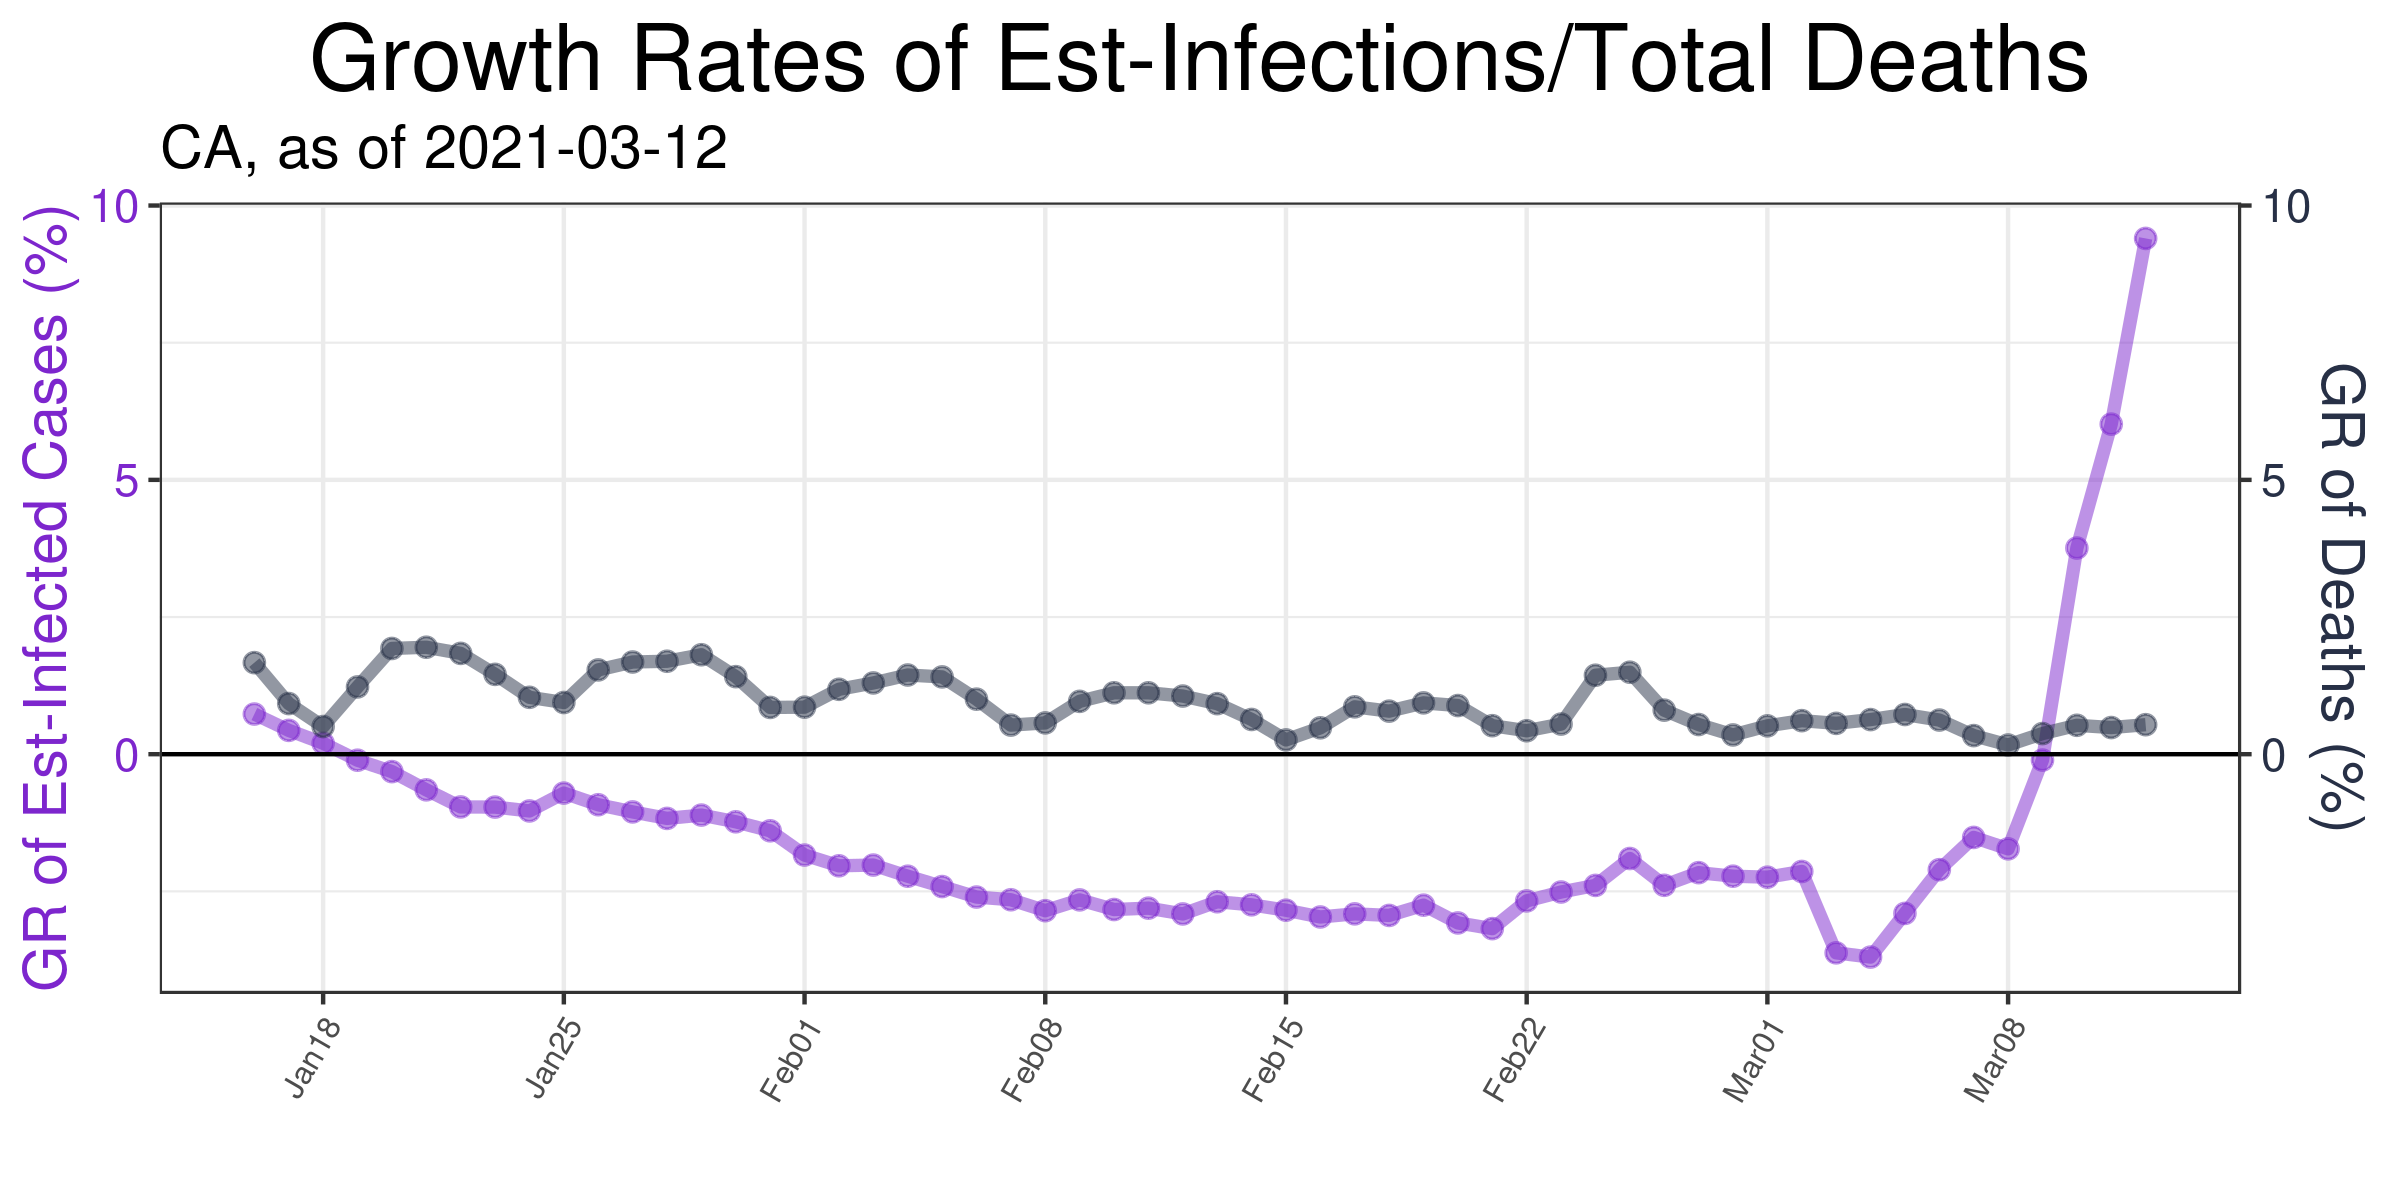 Growth Rates of Est-Infections/Total Deaths
CA, as of 2021-03-12
GR of Est-Infected Cases (%)
10
5
0
10
5
0
GR of Deaths (%)
Jan18
Jan25
Feb01
Feb08
Feb15
Feb22
Mar01
Mar08